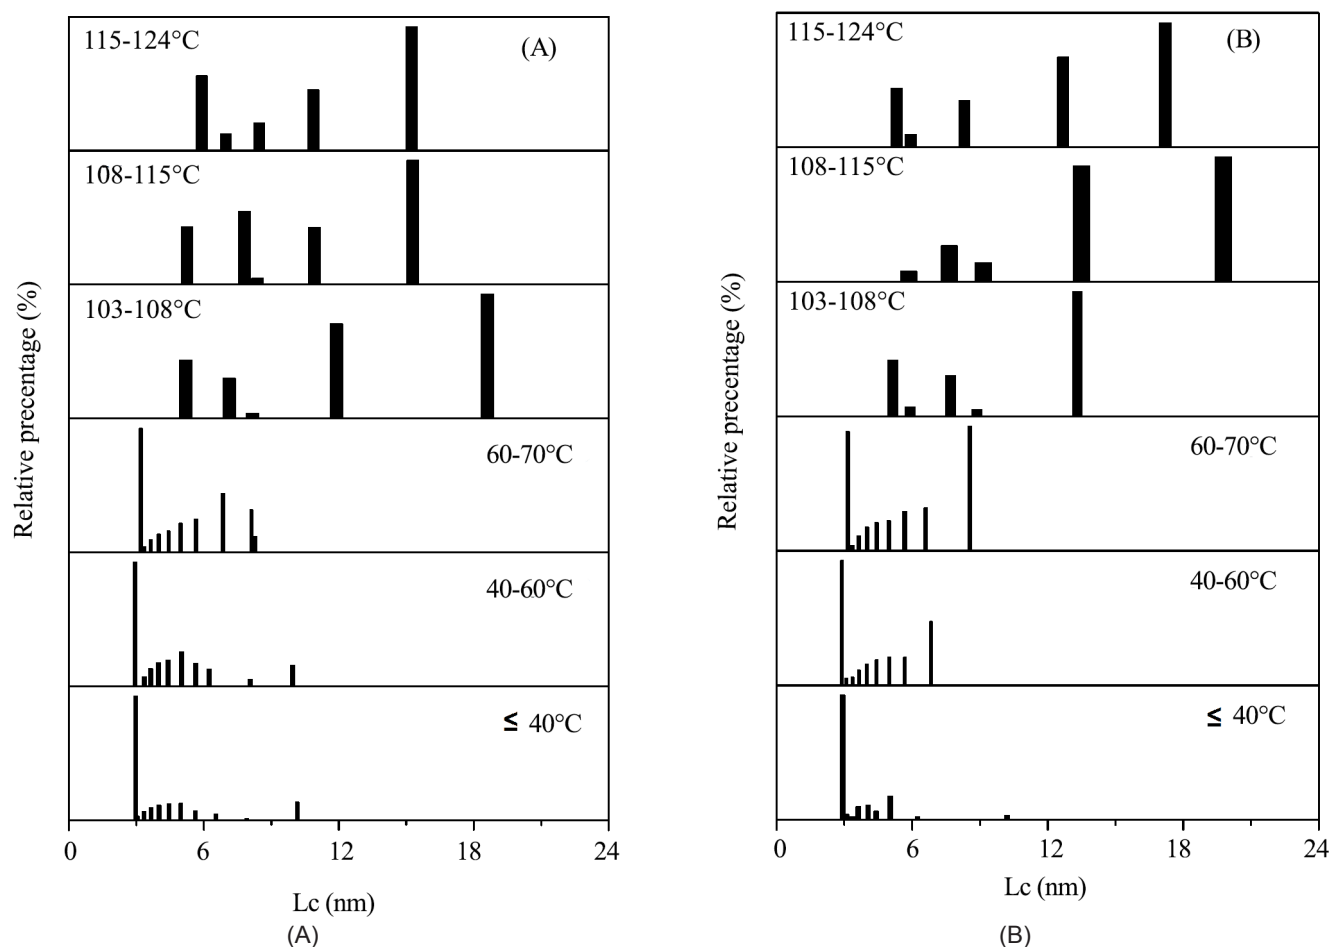 115-124°C
(A)
108-115°C
103-108°C
60-70°C
40-60°C
≤ 40°C
Relative precentage (%)
0 6 12 18 24
Lc (nm)
(A)
115-124°C
(B)
108-115°C
103-108°C
60-70°C
40-60°C
≤ 40°C
Relative precentage (%)
0 6 12 18 24
Lc (nm)
(B)